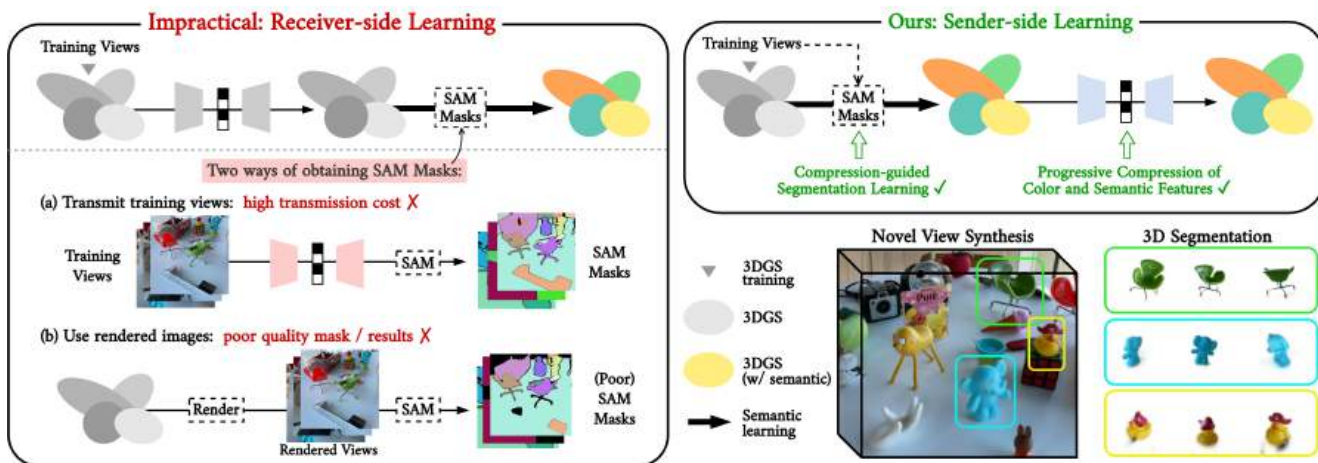 Impractical: Receiver-side Learning
Training Views
SAM
Masks
Two ways of obtaining SAM Masks:
(a) Transmit training views: high transmission cost ✗
Training
Views
SAM
SAM
Masks
(b) Use rendered images: poor quality mask / results ✗
Render
SAM
(Poor)
SAM
Masks
Rendered Views
Ours: Sender-side Learning
Training Views
SAM
Masks
Compression-guided
Segmentation Learning ✓
Progressive Compression of
Color and Semantic Features ✓
3DGS
training
3DGS
3DGS
(w/ semantic)
Semantic
learning
Novel View Synthesis
3D Segmentation